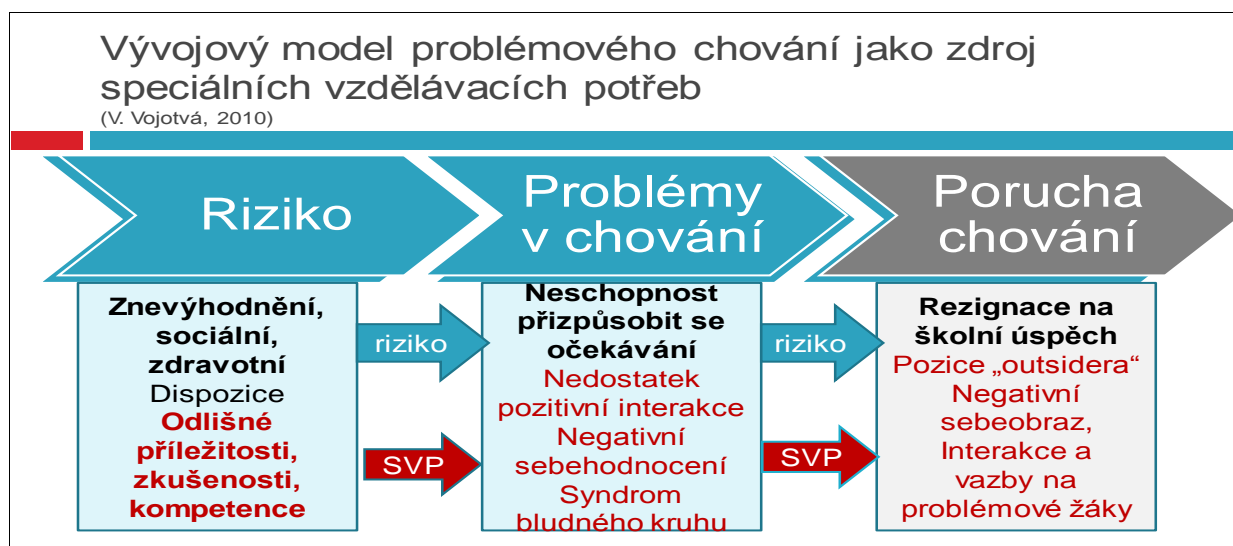 Vývojový model problémového chování jako zdroj
speciálních vzdělávacích potřeb
(V. Vojotvá, 2010)
Riziko
Problémy
v chování
Porucha
chování
Znevýhodnění,
sociální,
zdravotní
Dispozice
Odlišné
příležitosti,
zkušenosti,
kompetence
riziko
SVP
Neschopnost
přizpůsobit se
očekávání
Nedostatek
pozitivní interakce
Negativní
sebehodnocení
Syndrom
bludného kruhu
riziko
SVP
Rezignace na
školní úspěch
Pozice „outsidera“
Negativní
sebeobraz,
Interakce a
vazby na
problémové žáky